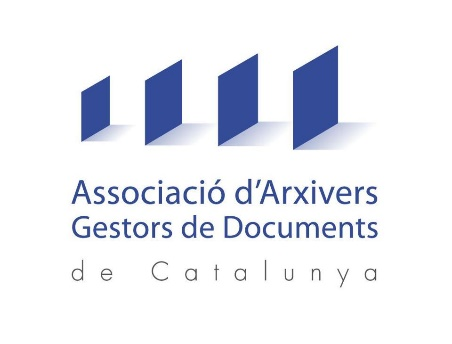 Associació d'Arxivers
Gestors de Documents
de Catalunya